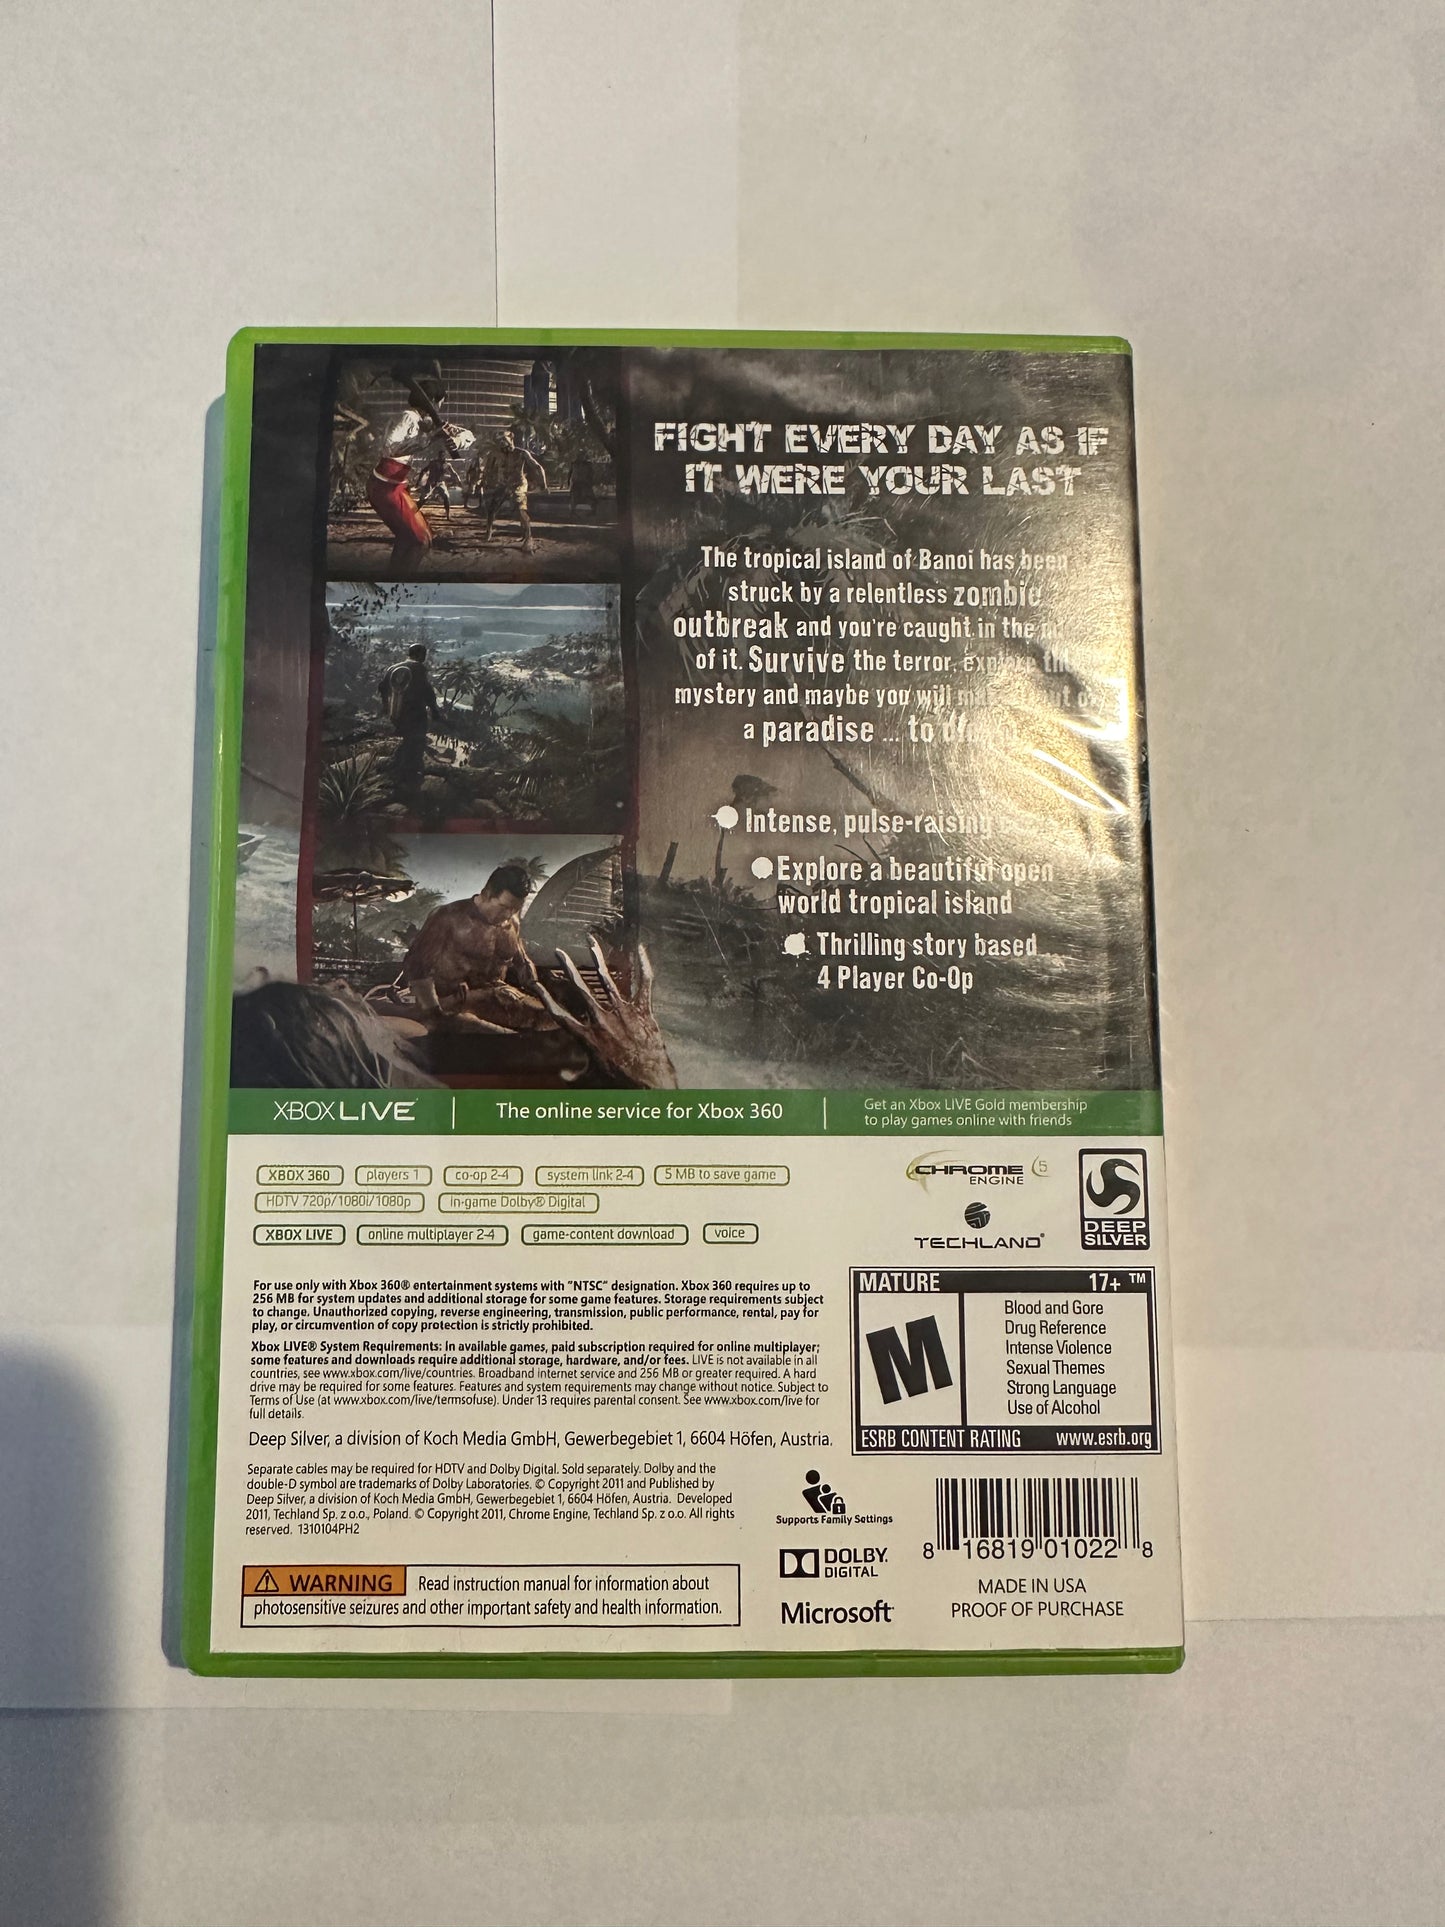 FIGHT EVERY DAY AS IF
IT WERE YOUR LAST
The tropical island of Banoi has been
struck by a relentless zombie
outbreak and you're caught in the
of it. Survive the terror, explore the
mystery and maybe you will make out of
a paradise ... to
Intense, pulse-raising
Explore a beautiful open
world tropical island
Thrilling story based
4 Player Co-Op
XBOX LIVE
The online service for Xbox 360
Get an Xbox LIVE Gold membership
to play games online with friends
XBOX 360 players 1 co-op 2-4 system link 2-4 5 MB to save game
HDTV 720p/1080i/1080p in-game Dolby® Digital
XBOX LIVE online multiplayer 2-4 game-content download voice
CHROME 5
ENGINE
TECHLAND®
DEEP
SILVER
For use only with Xbox 360® entertainment systems with "NTSC" designation. Xbox 360 requires up to
256 MB for system updates and additional storage for some game features. Storage requirements subject
to change. Unauthorized copying, reverse engineering, transmission, public performance, rental, pay for
play, or circumvention of copy protection is strictly prohibited.
Xbox LIVE® System Requirements: In available games, paid subscription required for online multiplayer;
some features and downloads require additional storage, hardware, and/or fees. LIVE is not available in all
countries, see www.xbox.com/live/countries. Broadband Internet service and 256 MB or greater required. A hard
drive may be required for some features. Features and system requirements may change without notice. Subject to
Terms of Use (at www.xbox.com/live/termsofuse). Under 13 requires parental consent. See www.xbox.com/live for
full details.
Deep Silver, a division of Koch Media GmbH, Gewerbegebiet 1, 6604 Höfen, Austria.
Separate cables may be required for HDTV and Dolby Digital. Sold separately. Dolby and the
double-D symbol are trademarks of Dolby Laboratories. © Copyright 2011 and Published by
Deep Silver, a division of Koch Media GmbH, Gewerbegebiet 1, 6604 Höfen, Austria. Developed
2011, Techland Sp. z o.o., Poland. © Copyright 2011, Chrome Engine, Techland Sp. z o.o. All rights
reserved. 1310104PH2
WARNING Read instruction manual for information about
photosensitive seizures and other important safety and health information.
MATURE 17+ ™
M
Blood and Gore
Drug Reference
Intense Violence
Sexual Themes
Strong Language
Use of Alcohol
ESRB CONTENT RATING www.esrb.org
Supports Family Settings
DOLBY
DIGITAL
Microsoft
8 16819 01022 8
MADE IN USA
PROOF OF PURCHASE